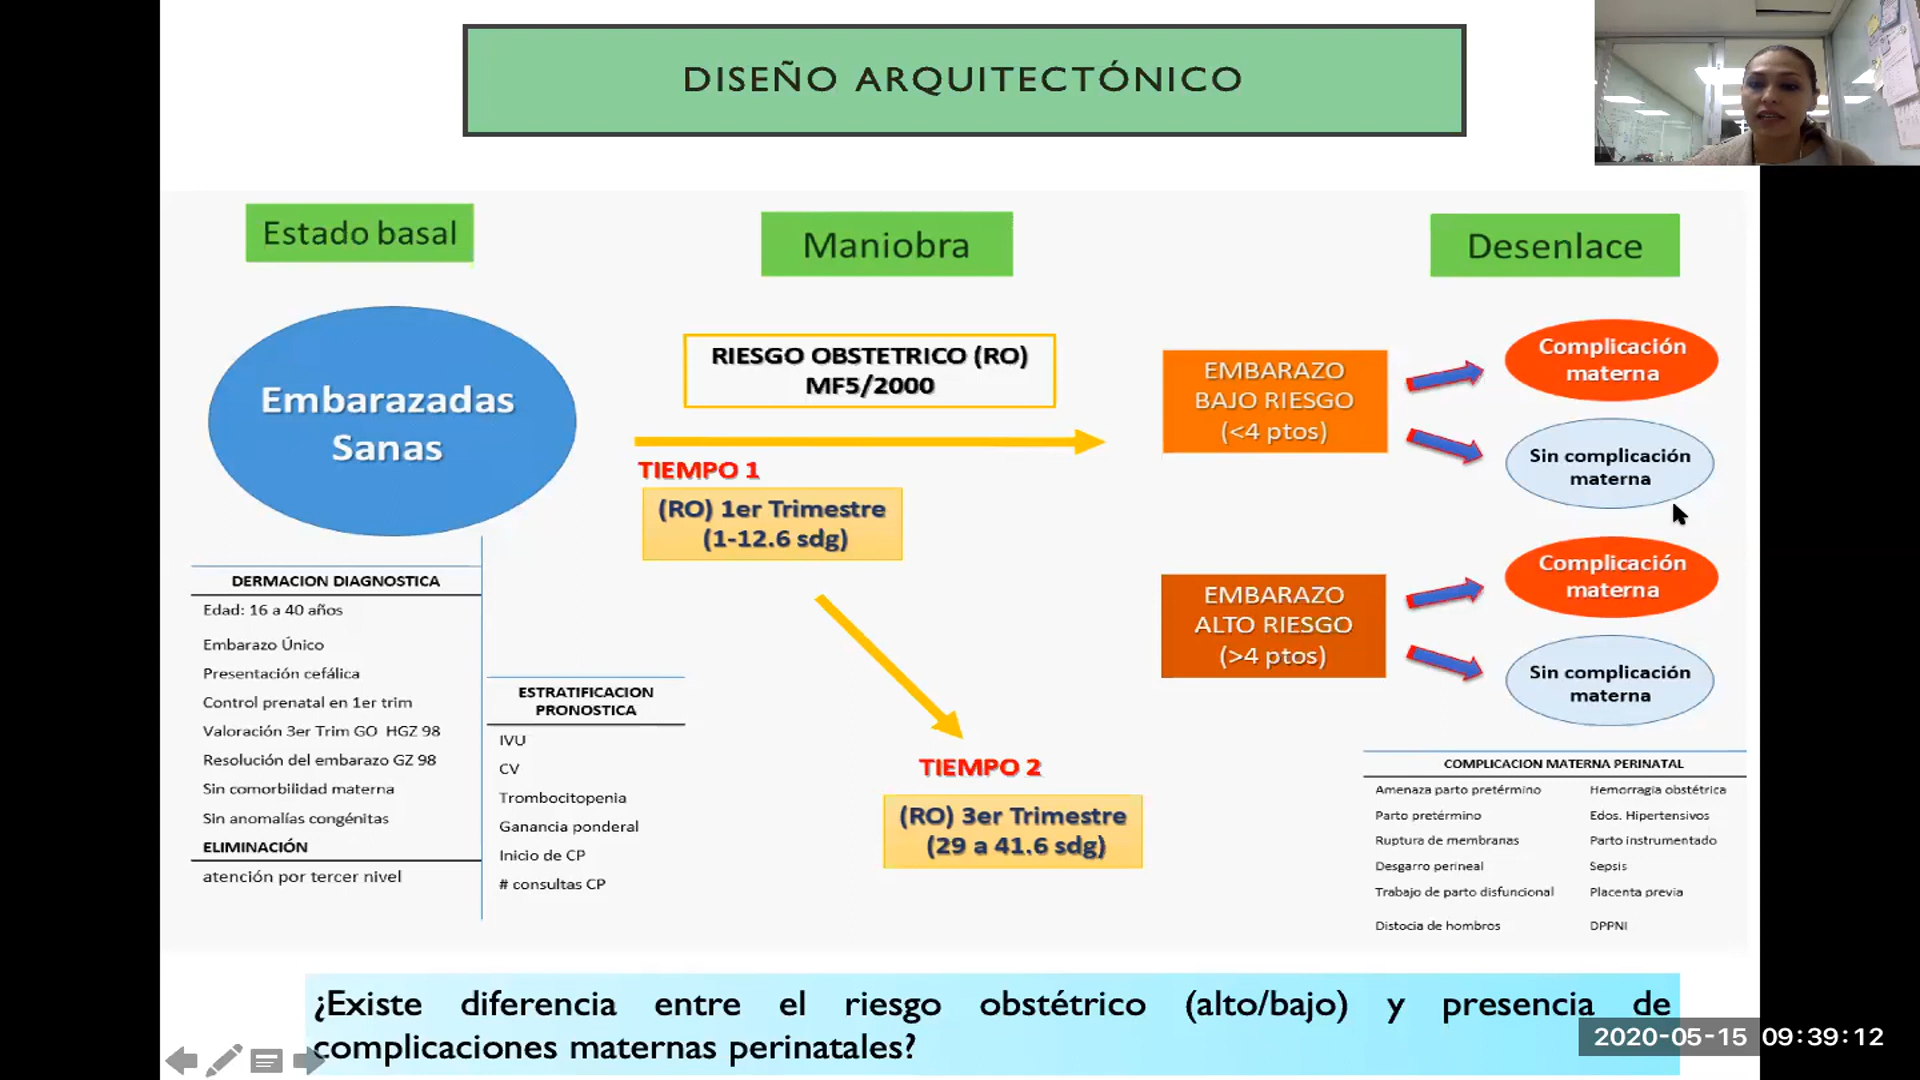 DISEÑO ARQUITECTÓNICO
Estado basal
Maniobra
Desenlace
Embarazadas
Sanas
RIESGO OBSTETRICO (RO)
MF5/2000
TIEMPO 1
(RO) 1er Trimestre
(1-12.6 sdg)
TIEMPO 2
(RO) 3er Trimestre
(29 a 41.6 sdg)
EMBARAZO
BAJO RIESGO
(<4 ptos)
EMBARAZO
ALTO RIESGO
(>4 ptos)
Complicación
materna
Sin complicación
materna
Complicación
materna
Sin complicación
materna
DERMACION DIAGNOSTICA
Edad: 16 a 40 años
Embarazo Único
Presentación cefálica
Control prenatal en 1er trim
Valoración 3er Trim GO HGZ 98
Resolución del embarazo GZ 98
Sin comorbilidad materna
Sin anomalías congénitas
ELIMINACIÓN
atención por tercer nivel
ESTRATIFICACION
PRONOSTICA
IVU
CV
Trombocitopenia
Ganancia ponderal
Inicio de CP
# consultas CP
COMPLICACION MATERNA PERINATAL
Amenaza parto pretérmino Hemorragia obstétrica
Parto pretérmino Edos. Hipertensivos
Ruptura de membranas Parto instrumentado
Desgarro perineal Sepsis
Trabajo de parto disfuncional Placenta previa
Distocia de hombros DPPNI
¿Existe diferencia entre el riesgo obstétrico (alto/bajo) y presencia de
complicaciones maternas perinatales?
2020-05-15 09:39:12